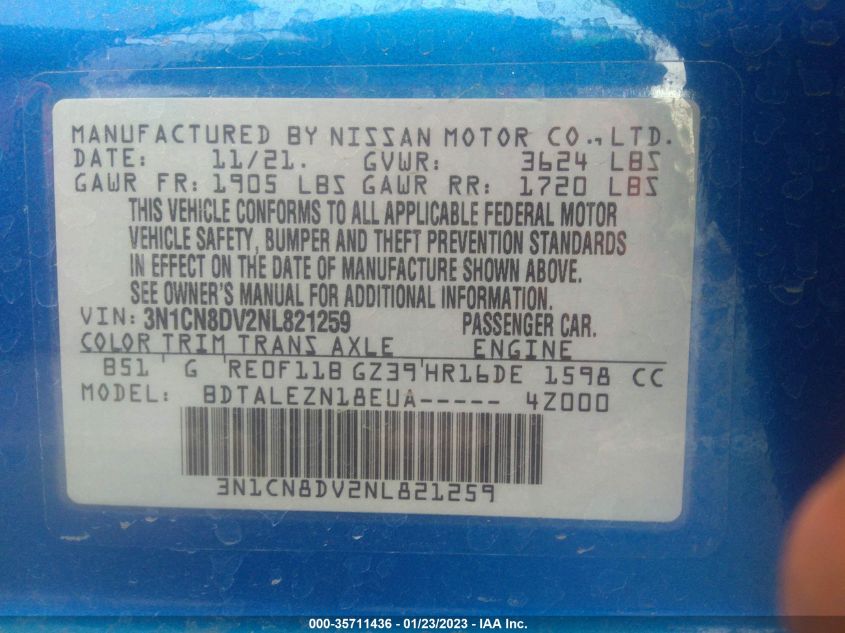 MANUFACTURED BY NISSAN MOTOR CO., LTD.
DATE: 11/21. GVWR: 3624 LBS
GAWR FR: 1905 LBS GAWR RR: 1720 LBS
THIS VEHICLE CONFORMS TO ALL APPLICABLE FEDERAL MOTOR
VEHICLE SAFETY, BUMPER AND THEFT PREVENTION STANDARDS
IN EFFECT ON THE DATE OF MANUFACTURE SHOWN ABOVE.
SEE OWNER'S MANUAL FOR ADDITIONAL INFORMATION.
VIN: 3N1CN8DV2NL821259 PASSENGER CAR.
COLOR TRIM TRANS AXLE ENGINE
B51 G RE0F11B GZ39 HR16DE 1598 CC
MODEL: BDTALEZN18EUA----- 4Z000
3N1CN8DV2NL821259
000-35711436 - 01/23/2023 - IAA Inc.